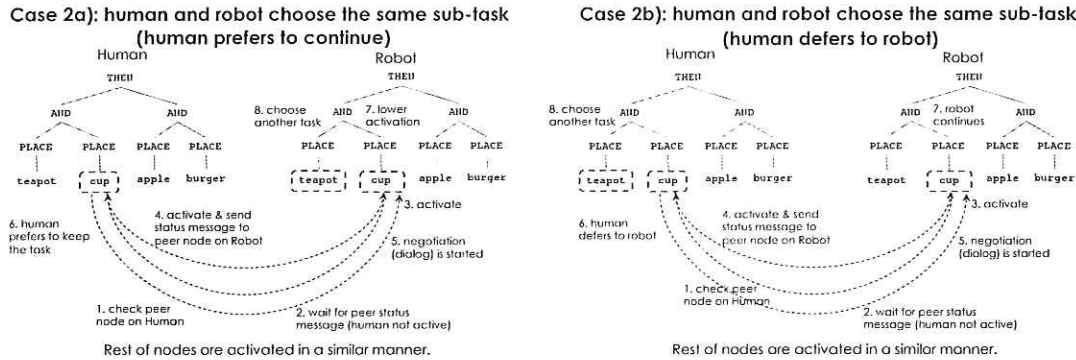 Case 2a): human and robot choose the same sub-task
(human prefers to continue)
Human
Robot
THEN
THEN
8. choose
another task
7. lower
activation
AND
AND
AND
AND
PLACE
PLACE
PLACE
PLACE
PLACE
PLACE
PLACE
PLACE
teapot
cup
apple
burger
teapot
cup
apple
burger
3. activate
6. human
prefers to keep
the task
4. activate & send
status message to
peer node on Robot
5. negotiation
(dialog) is started
1. check peer
node on Human
2. wait for peer status
message (human not active)
Rest of nodes are activated in a similar manner.
Case 2b): human and robot choose the same sub-task
(human defers to robot)
Human
Robot
THEN
THEN
8. choose
another task
7. robot
continues
AND
AND
AND
AND
PLACE
PLACE
PLACE
PLACE
PLACE
PLACE
PLACE
PLACE
teapot
cup
apple
burger
teapot
cup
apple
burger
3. activate
6. human
defers to robot
4. activate & send
status message to
peer node on Robot
5. negotiation
(dialog) is started
1. check peer
node on Human
2. wait for peer status
message (human not active)
Rest of nodes are activated in a similar manner.